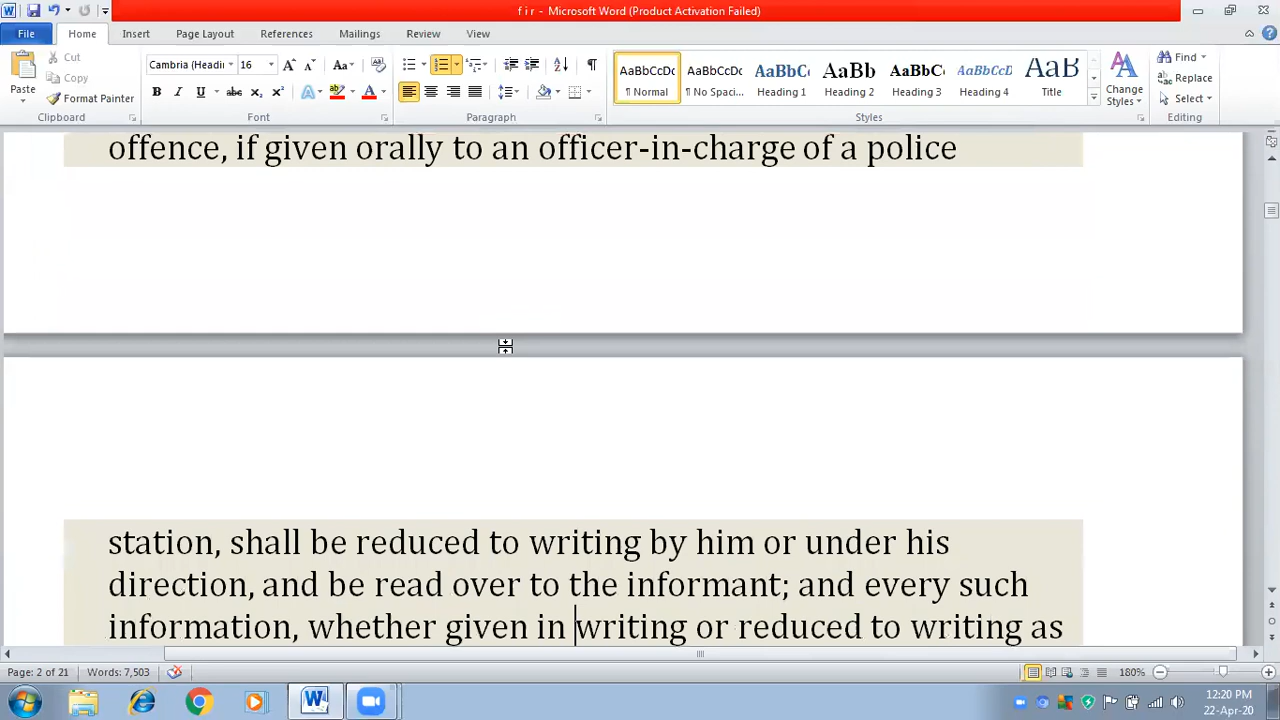 f i r - Microsoft Word (Product Activation Failed)
File Home Insert Page Layout References Mailings Review View
Cut
Copy
Format Painter
Paste
Clipboard
Cambria (Headi 16
Font
Paragraph
AaBbCcDc AaBbCcDc AaBbC AaBb AaBbC AaBbCcD AaB
¶ Normal ¶ No Spaci... Heading 1 Heading 2 Heading 3 Heading 4 Title
Change Styles
Styles
Find
Replace
Select
Editing
offence, if given orally to an officer-in-charge of a police
station, shall be reduced to writing by him or under his
direction, and be read over to the informant; and every such
information, whether given in writing or reduced to writing as
Page: 2 of 21 Words: 7,503 180%
12:20 PM
22-Apr-20